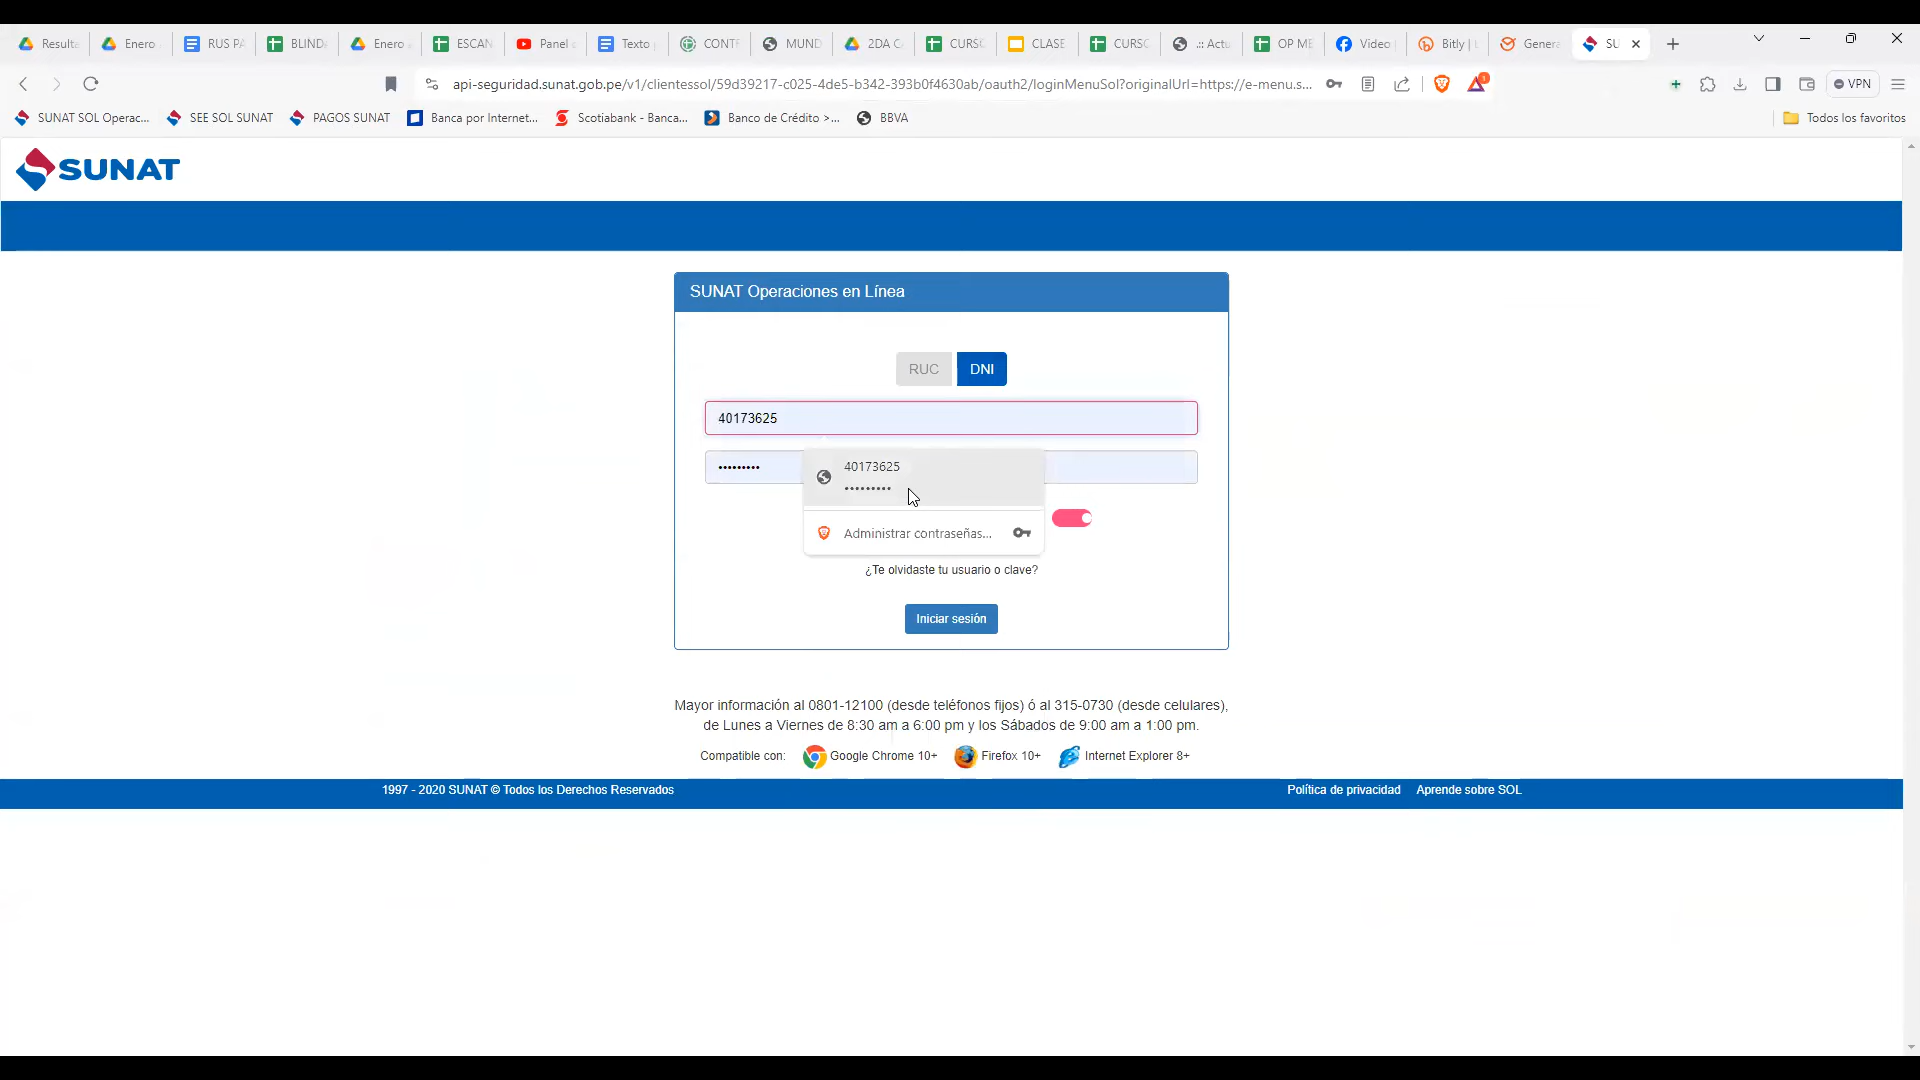 Resulta
Enero
RUS PA
BLIND
Enero
ESCAN
Panel
Texto
CONTF
MUND
2DA C
CURS
CLASE
CURSO
.:: Actu
OP ME
Video
Bitly | L
Genera
SU
api-seguridad.sunat.gob.pe/v1/clientessol/59d39217-c025-4de5-b342-393b0f4630ab/oauth2/loginMenuSol?originalUrl=https://e-menu.s...
VPN
SUNAT SOL Operac...
SEE SOL SUNAT
PAGOS SUNAT
Banca por Internet...
Scotiabank - Banca...
Banco de Crédito >...
BBVA
Todos los favoritos
SUNAT
SUNAT Operaciones en Línea
RUC
DNI
40173625
•••••••••
40173625
•••••••••
Administrar contraseñas...
¿Te olvidaste tu usuario o clave?
Iniciar sesión
Mayor información al 0801-12100 (desde teléfonos fijos) ó al 315-0730 (desde celulares),
de Lunes a Viernes de 8:30 am a 6:00 pm y los Sábados de 9:00 am a 1:00 pm.
Compatible con:
Google Chrome 10+
Firefox 10+
Internet Explorer 8+
1997 - 2020 SUNAT © Todos los Derechos Reservados
Política de privacidad
Aprende sobre SOL